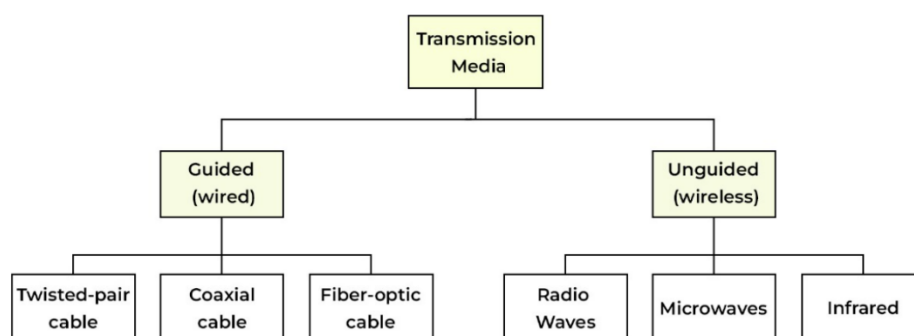 Transmission
Media
Guided
(wired)
Unguided
(wireless)
Twisted-pair
cable
Coaxial
cable
Fiber-optic
cable
Radio
Waves
Microwaves
Infrared